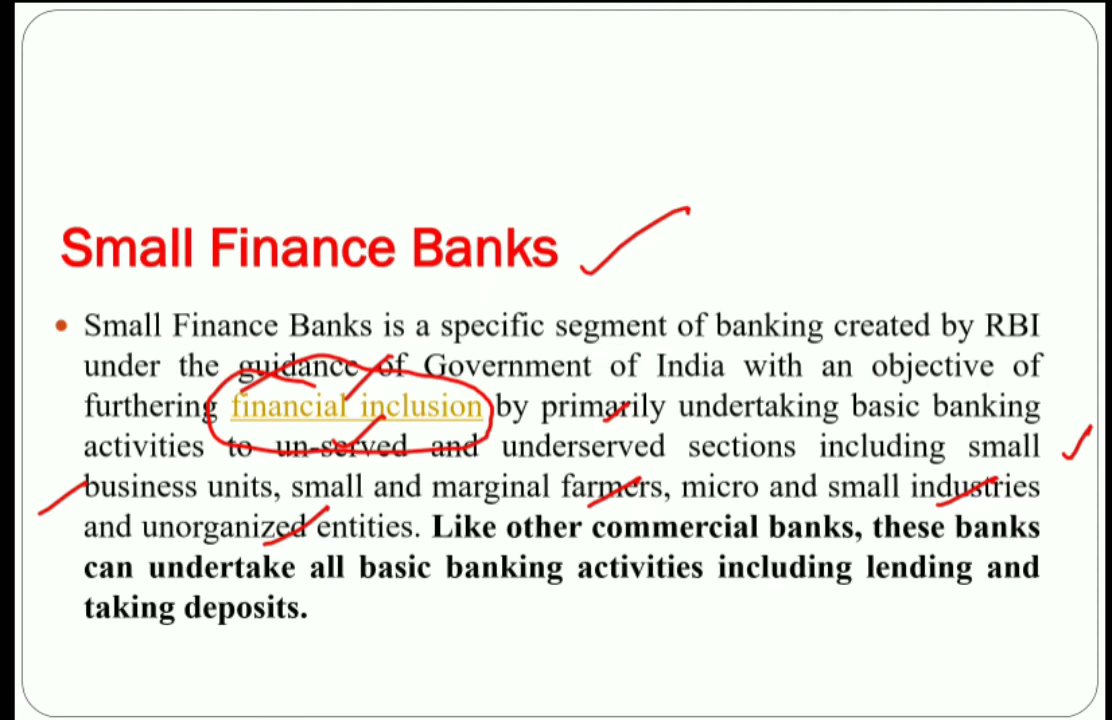 Small Finance Banks
• Small Finance Banks is a specific segment of banking created by RBI
under the guidance of Government of India with an objective of
furthering financial inclusion by primarily undertaking basic banking
activities to un-served and underserved sections including small
business units, small and marginal farmers, micro and small industries
and unorganized entities. Like other commercial banks, these banks
can undertake all basic banking activities including lending and
taking deposits.